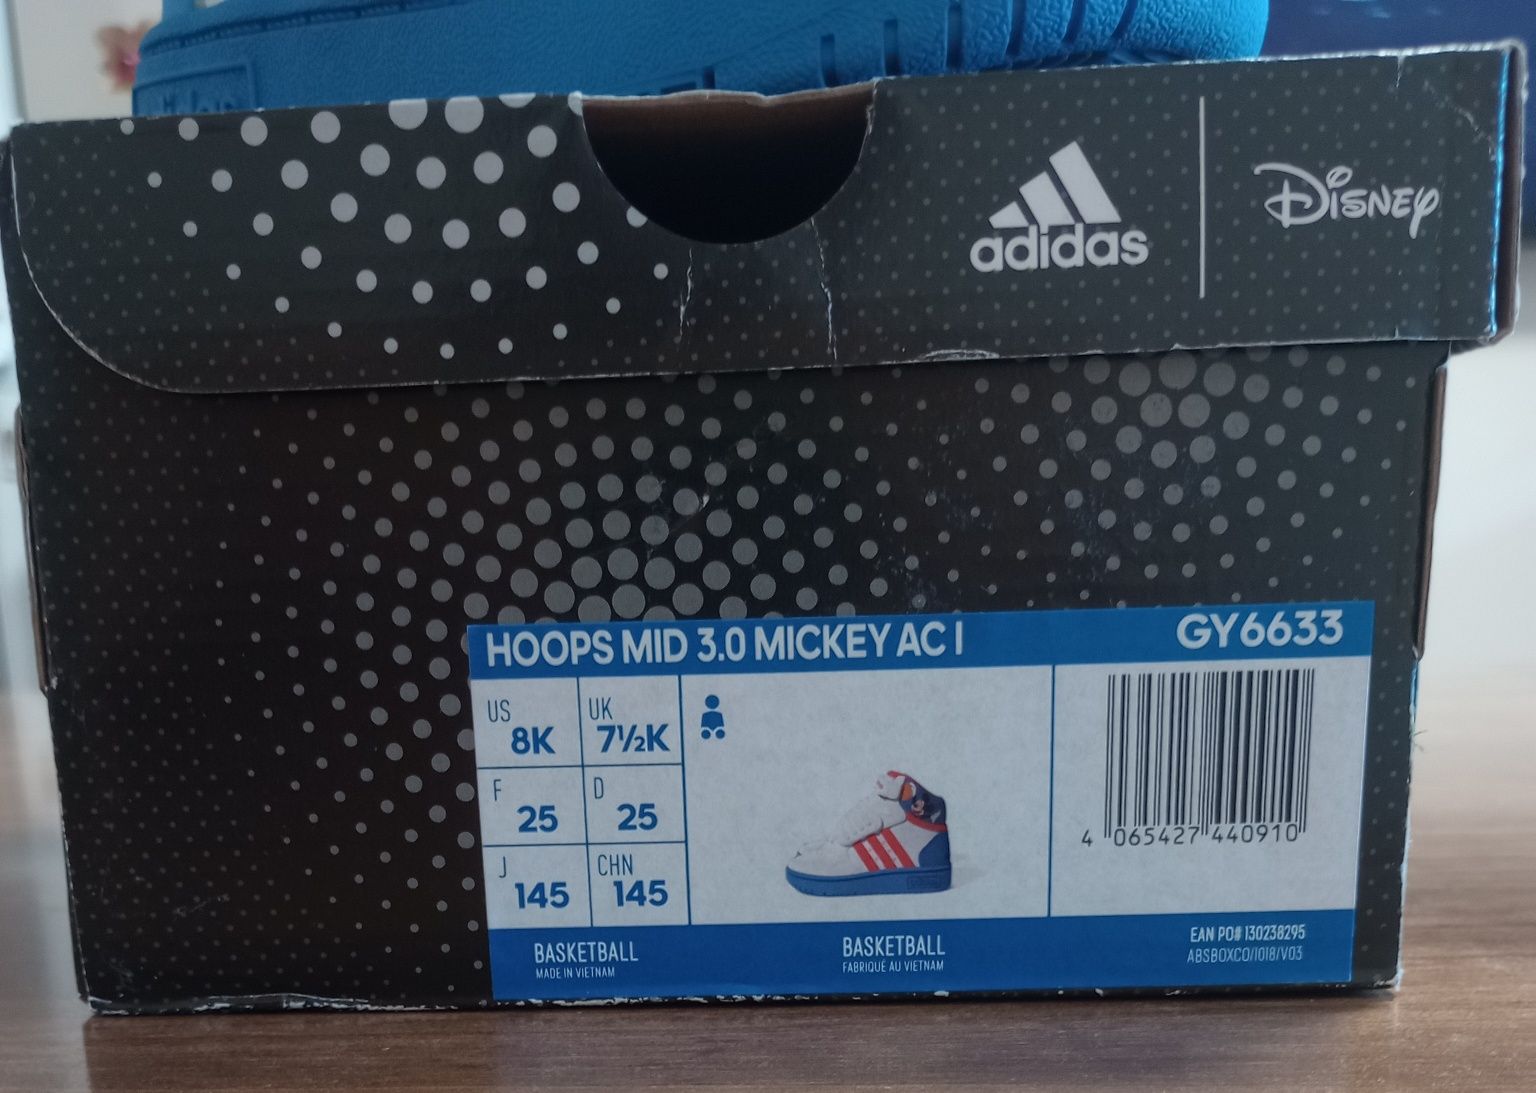 adidas
Disney
HOOPS MID 3.0 MICKEY AC I
GY6633
US
8K
UK
7½K
F
25
D
25
J
145
CHN
145
4 065427 440910
BASKETBALL
MADE IN VIETNAM
BASKETBALL
FABRIQUÉ AU VIETNAM
EAN PO# 130238295
ABSBOXCO/1018/V03